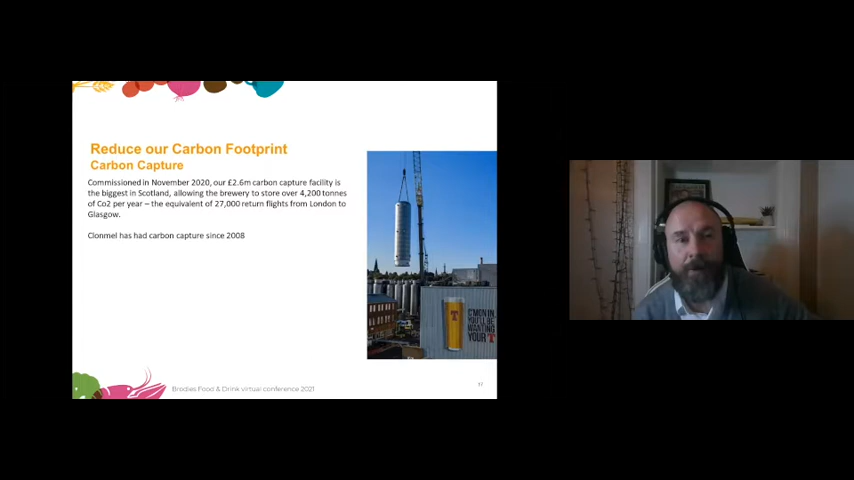 Reduce our Carbon Footprint
Carbon Capture
Commissioned in November 2020, our £2.6m carbon capture facility is
the biggest in Scotland, allowing the brewery to store over 4,200 tonnes
of Co2 per year – the equivalent of 27,000 return flights from London to
Glasgow.
Clonmel has had carbon capture since 2008
T
C'MON IN,
YOU'LL BE
WANTING
YOUR T
Brodies Food & Drink virtual conference 2021
17